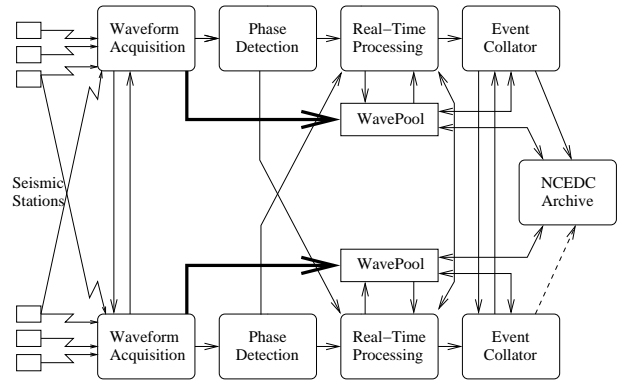 Waveform
Acquisition
Phase
Detection
Real-Time
Processing
Event
Collator
WavePool
Seismic
Stations
NCEDC
Archive
WavePool
Waveform
Acquisition
Phase
Detection
Real-Time
Processing
Event
Collator